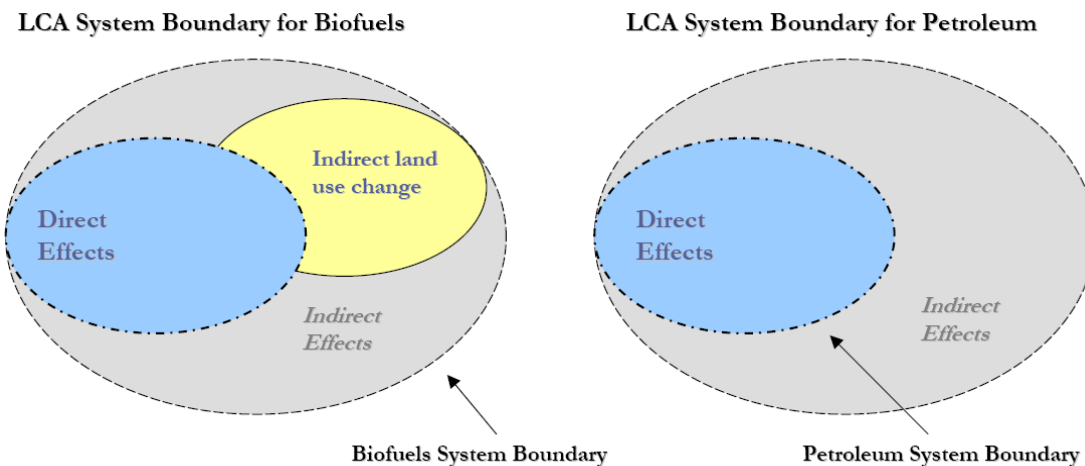 LCA System Boundary for Biofuels
LCA System Boundary for Petroleum
Indirect land
use change
Direct
Effects
Indirect
Effects
Direct
Effects
Indirect
Effects
Biofuels System Boundary
Petroleum System Boundary